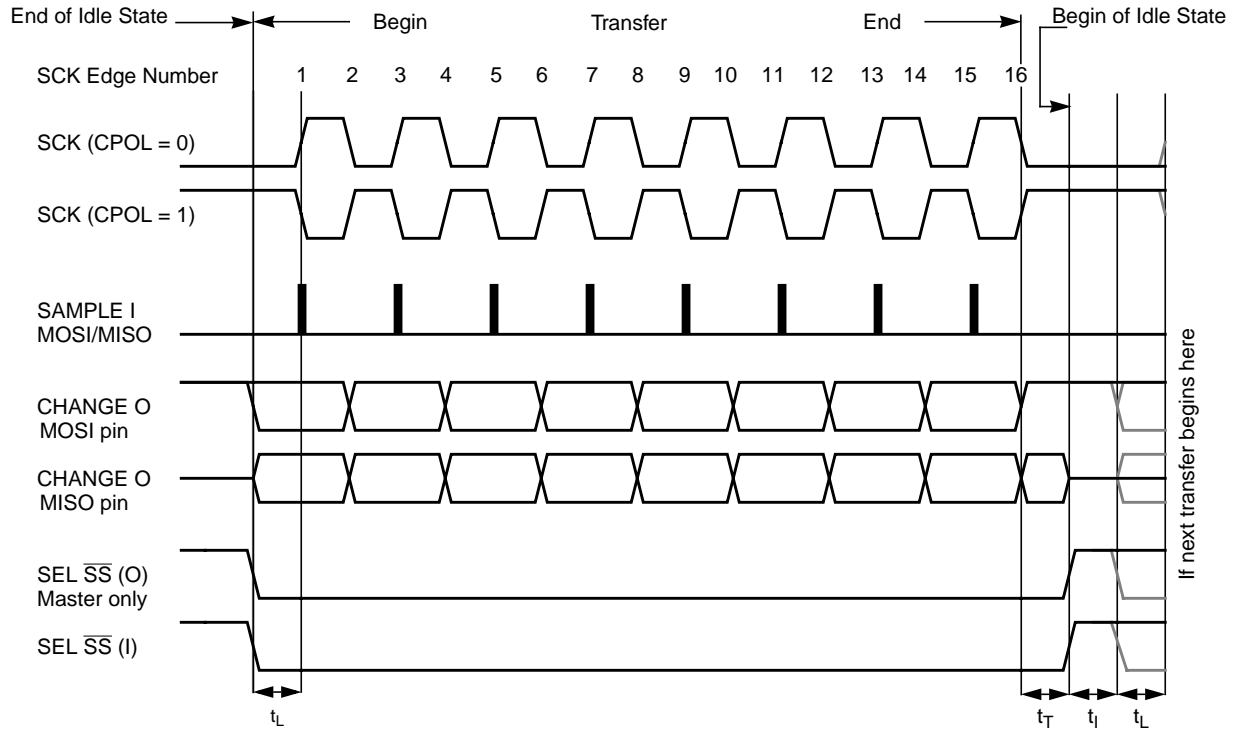 End of Idle State
Begin
Transfer
End
Begin of Idle State
SCK Edge Number
1 2 3 4 5 6 7 8 9 10 11 12 13 14 15 16
SCK (CPOL = 0)
SCK (CPOL = 1)
SAMPLE I
MOSI/MISO
CHANGE O
MOSI pin
CHANGE O
MISO pin
SEL S̅S̅ (O)
Master only
SEL S̅S̅ (I)
tL
tT
tI
tL
If next transfer begins here